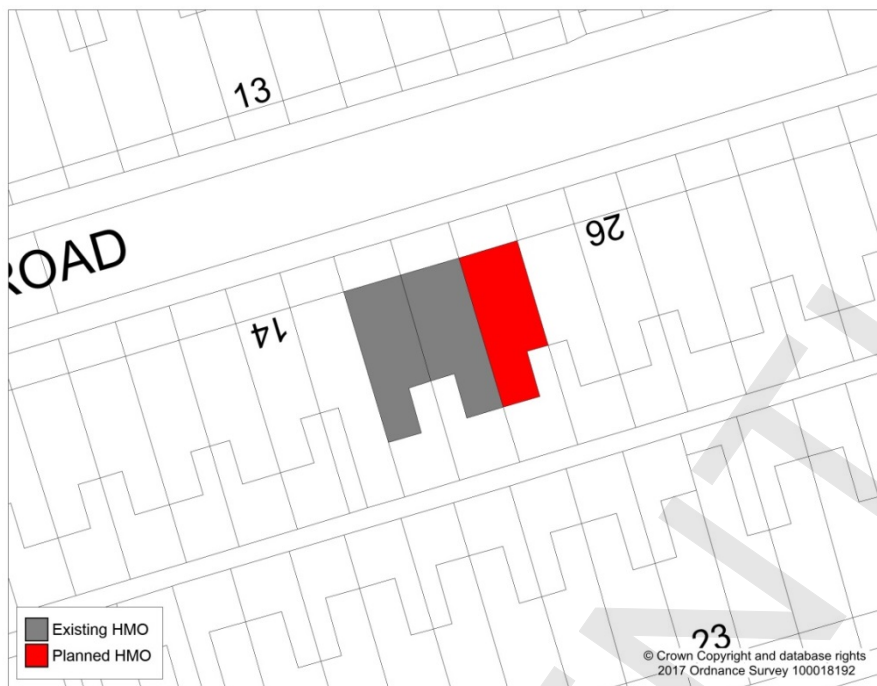 13
ROAD
26
14
Existing HMO
Planned HMO
23
© Crown Copyright and database rights
2017 Ordnance Survey 100018192